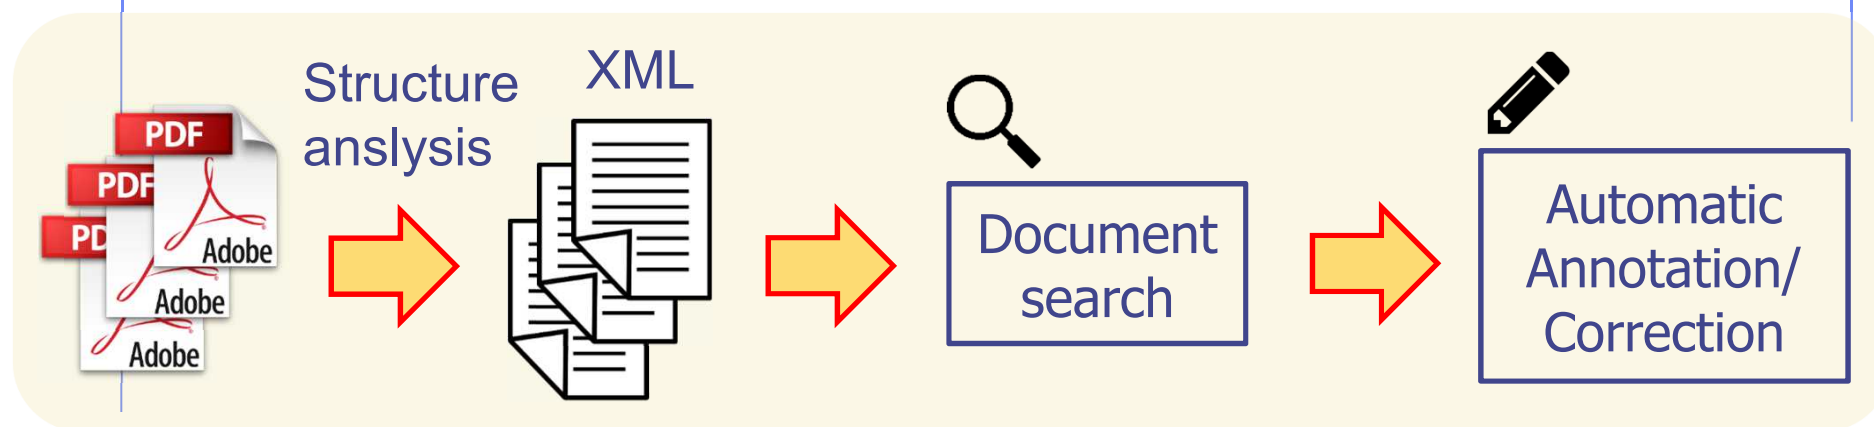 PDF
Adobe
PDF
Adobe
PD
Adobe
Structure
anslysis
XML
Document
search
Automatic
Annotation/
Correction